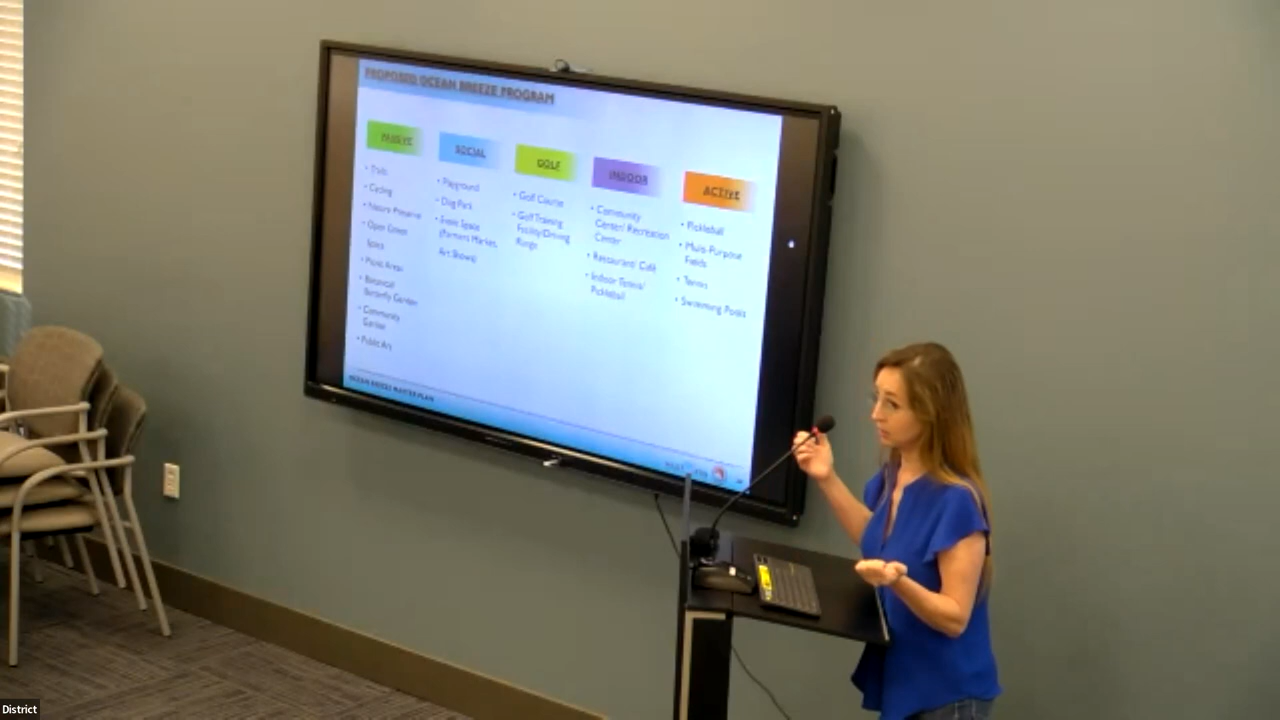 PROPOSED OCEAN BREEZE PROGRAM
PASSIVE
• Trails
• Cycling
• Nature Preserve
• Open Green
Space
• Picnic Areas
• Botanical/
Butterfly Garden
• Community
Garden
• Public Art
SOCIAL
• Playground
• Dog Park
• Event Space
(Farmers Market,
Art Shows)
GOLF
• Golf Course
• Golf Training
Facility/Driving
Range
INDOOR
• Community
Center/ Recreation
Center
• Restaurant/ Café
• Indoor Tennis/
Pickleball
ACTIVE
• Pickleball
• Multi-Purpose
Fields
• Tennis
• Swimming Pools
OCEAN BREEZE MASTER PLAN
District